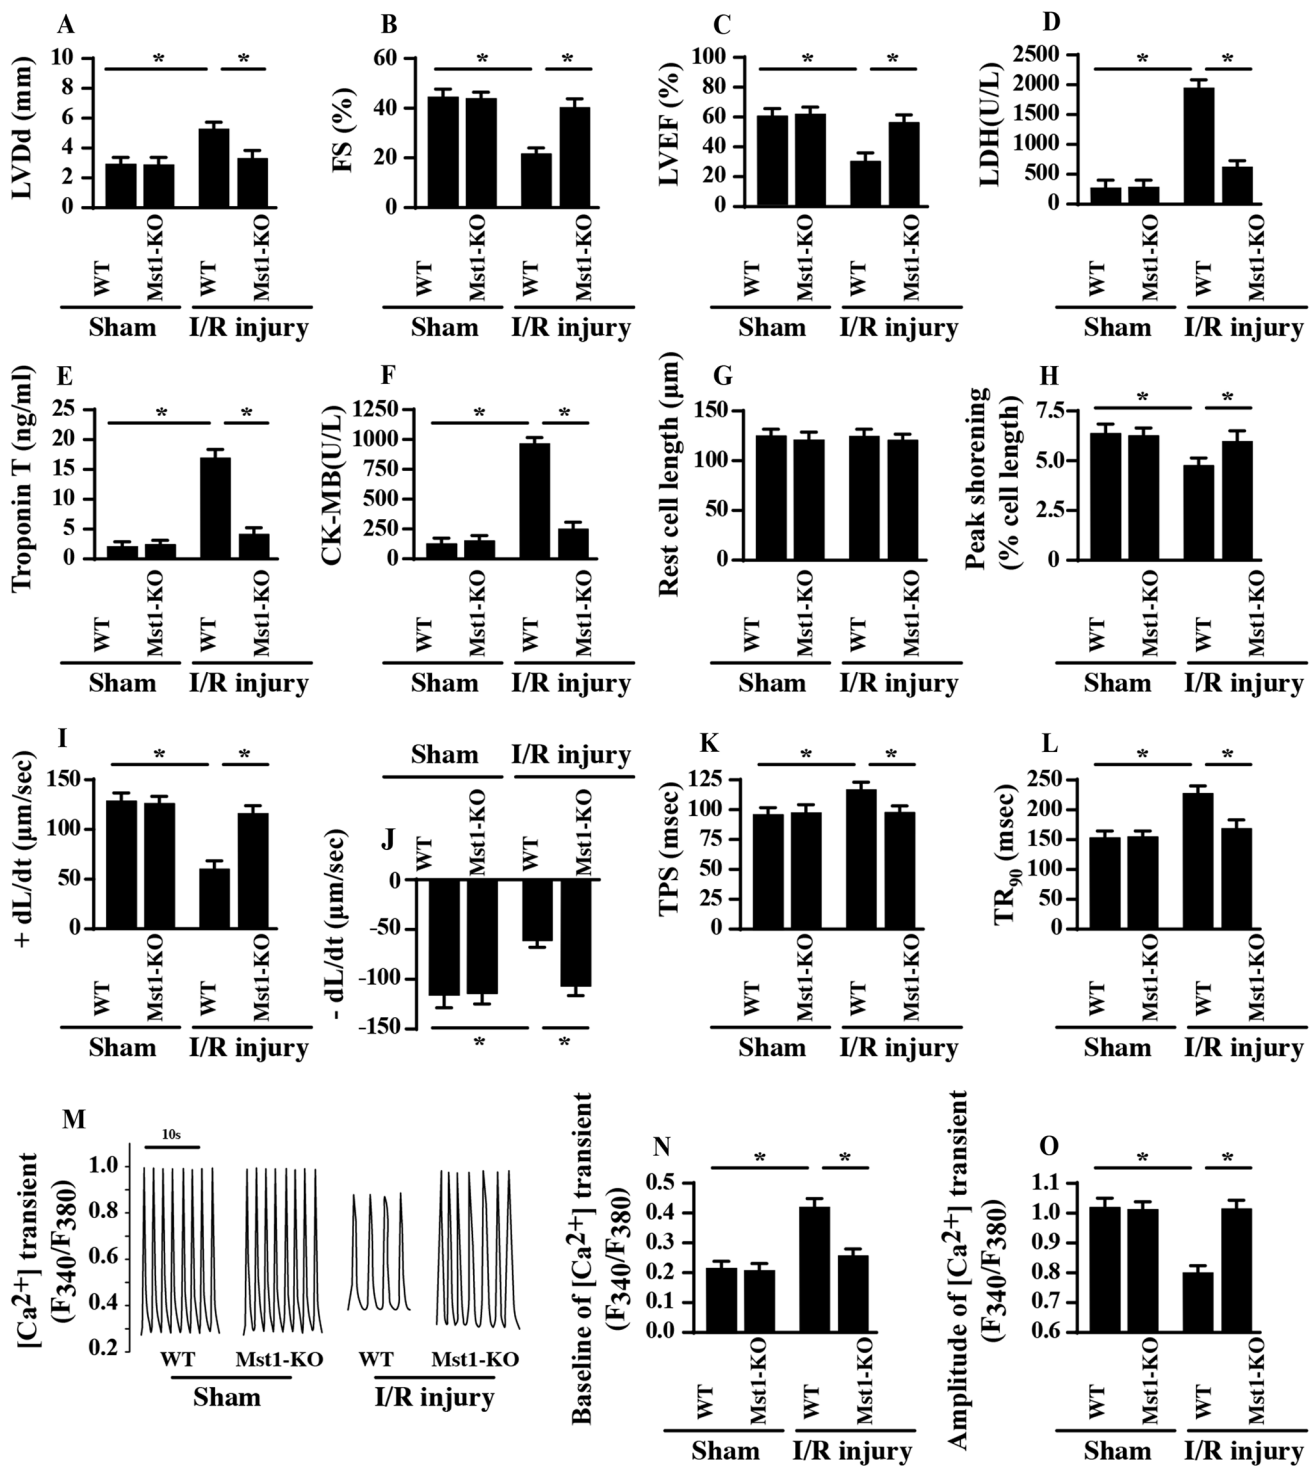 A
LVDd (mm)
10
8
6
4
2
0
*
*
WT
Mst1-KO
WT
Mst1-KO
Sham
I/R injury
B
FS (%)
60
40
20
0
*
*
WT
Mst1-KO
WT
Mst1-KO
Sham
I/R injury
C
LVEF (%)
100
80
60
40
20
0
*
*
WT
Mst1-KO
WT
Mst1-KO
Sham
I/R injury
D
LDH(U/L)
2500
2000
1500
1000
500
0
*
*
WT
Mst1-KO
WT
Mst1-KO
Sham
I/R injury
E
Troponin T (ng/ml)
25
20
15
10
5
0
*
*
WT
Mst1-KO
WT
Mst1-KO
Sham
I/R injury
F
CK-MB(U/L)
1250
1000
750
500
250
0
*
*
WT
Mst1-KO
WT
Mst1-KO
Sham
I/R injury
G
Rest cell length (μm)
150
100
50
0
WT
Mst1-KO
WT
Mst1-KO
Sham
I/R injury
H
Peak shorening
(% cell length)
7.5
5.0
2.5
0
*
*
WT
Mst1-KO
WT
Mst1-KO
Sham
I/R injury
I
+ dL/dt (μm/sec)
150
100
50
0
*
*
WT
Mst1-KO
WT
Mst1-KO
Sham
I/R injury
Sham
I/R injury
WT
Mst1-KO
WT
Mst1-KO
J
- dL/dt (μm/sec)
0
-50
-100
-150
*
*
K
TPS (msec)
125
100
75
50
25
0
*
*
WT
Mst1-KO
WT
Mst1-KO
Sham
I/R injury
L
TR90 (msec)
250
200
150
100
50
0
*
*
WT
Mst1-KO
WT
Mst1-KO
Sham
I/R injury
M
[Ca2+] transient
(F340/F380)
10s
1.0
0.8
0.6
0.4
0.2
WT
Mst1-KO
WT
Mst1-KO
Sham
I/R injury
N
Baseline of [Ca2+] transient
(F340/F380)
0.5
0.4
0.3
0.2
0.1
0.0
*
*
WT
Mst1-KO
WT
Mst1-KO
Sham
I/R injury
O
Amplitude of [Ca2+] transient
(F340/F380)
1.1
1.0
0.9
0.8
0.7
0.6
*
*
WT
Mst1-KO
WT
Mst1-KO
Sham
I/R injury